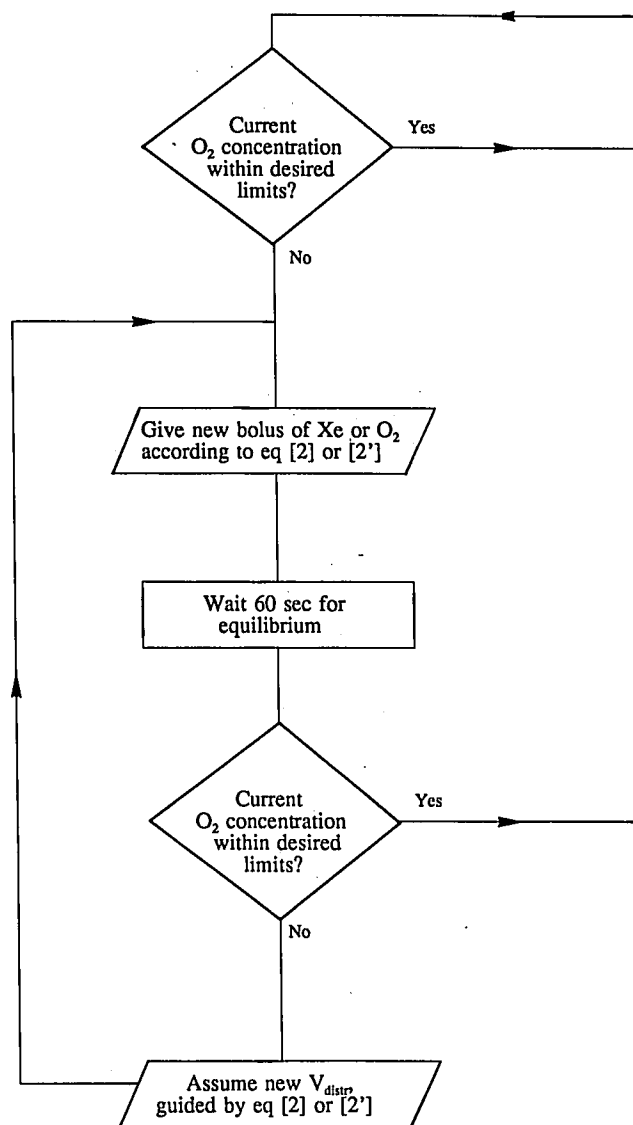 Current
O₂ concentration
within desired
limits?
Yes
No
Give new bolus of Xe or O₂
according to eq [2] or [2']
Wait 60 sec for
equilibrium
Current
O₂ concentration
within desired
limits?
Yes
No
Assume new V_distr,
guided by eq [2] or [2']